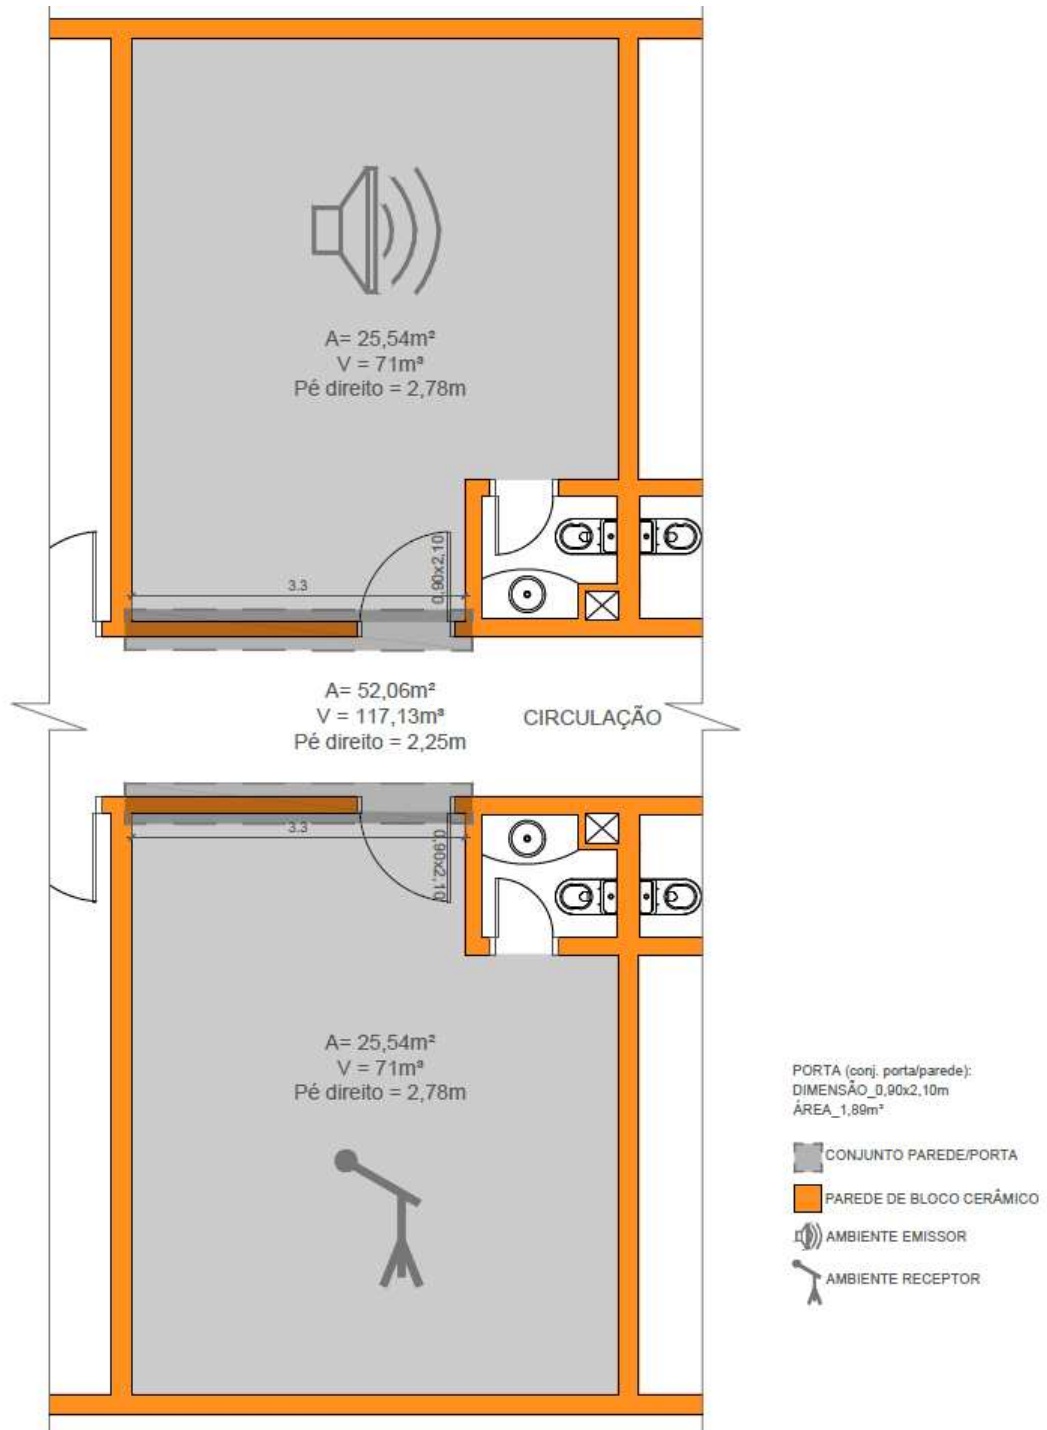 A= 25,54m²
V = 71m³
Pé direito = 2,78m
0,90x2,10
3.3
A= 52,06m²
V = 117,13m³
Pé direito = 2,25m
CIRCULAÇÃO
3.3
0,90x2,10
A= 25,54m²
V = 71m³
Pé direito = 2,78m
PORTA (conj. porta/parede):
DIMENSÃO_0,90x2,10m
ÁREA_1,89m²
CONJUNTO PAREDE/PORTA
PAREDE DE BLOCO CERÂMICO
AMBIENTE EMISSOR
AMBIENTE RECEPTOR